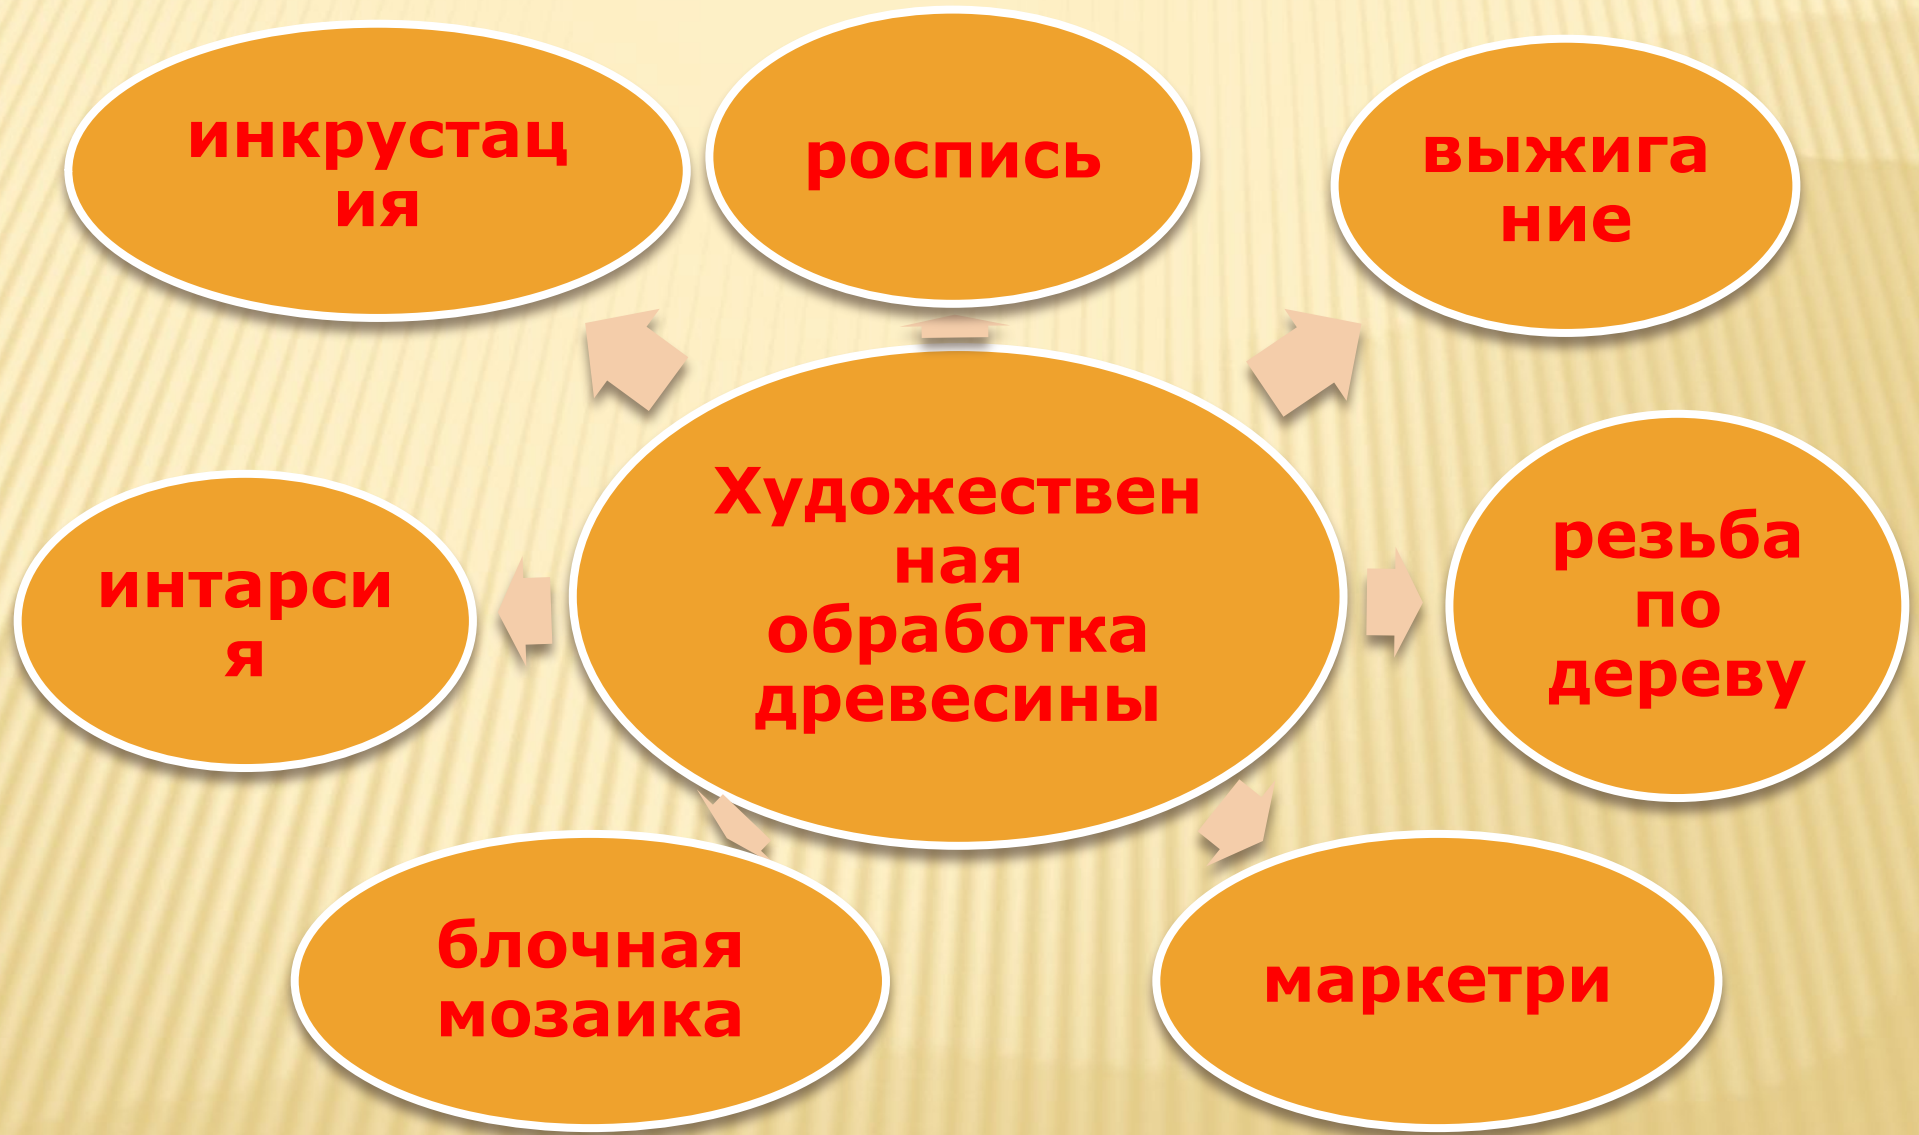 инкрустац
ия
роспись
выжига
ние
Художествен
ная
обработка
древесины
интарси
я
резьба
по
дереву
блочная
мозаика
маркетри